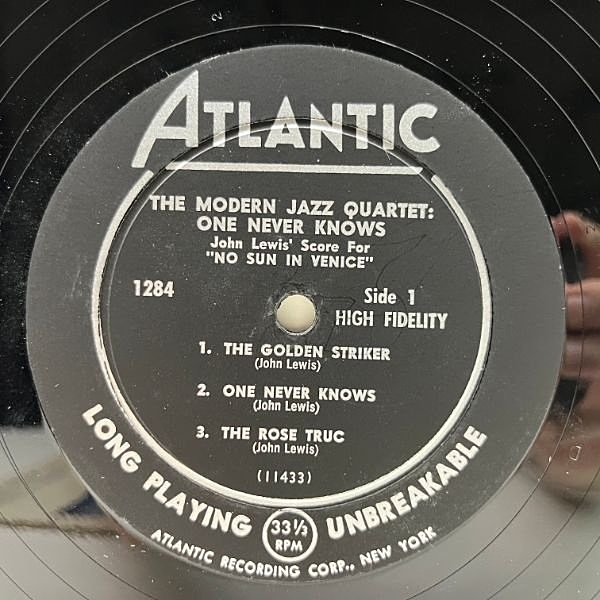 ATLANTIC
THE MODERN JAZZ QUARTET:
ONE NEVER KNOWS
John Lewis' Score For
"NO SUN IN VENICE"
1284
Side 1
HIGH FIDELITY
1. THE GOLDEN STRIKER
(John Lewis)
2. ONE NEVER KNOWS
(John Lewis)
3. THE ROSE TRUC
(John Lewis)
(11433)
LONG PLAYING 33 1/3 RPM UNBREAKABLE
ATLANTIC RECORDING CORP., NEW YORK